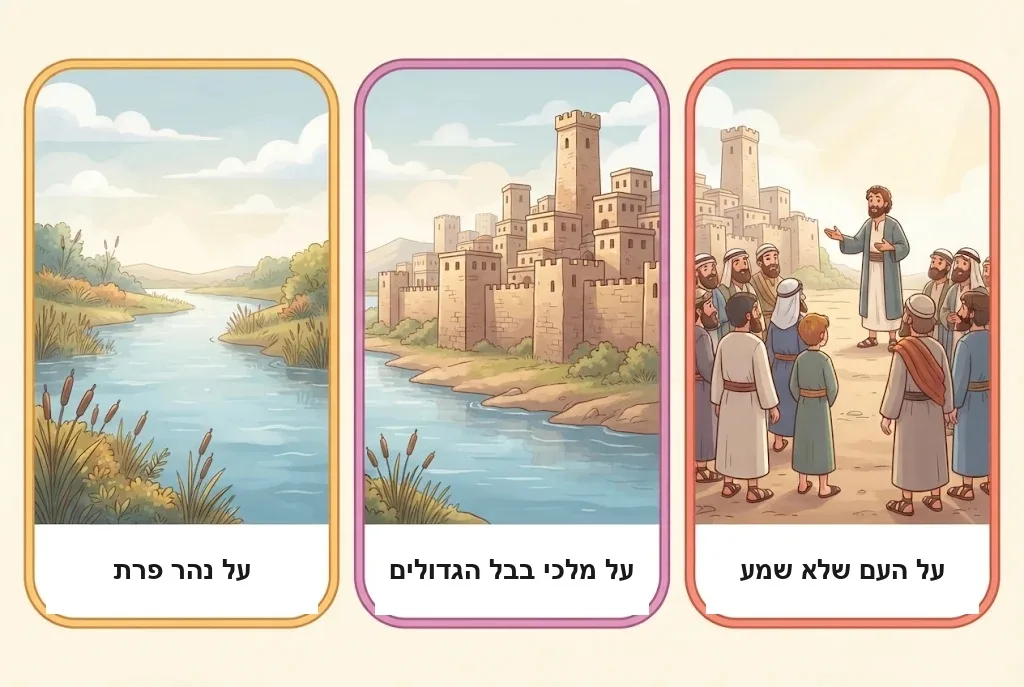 על העם שלא שמע
על מלכי בבל הגדולים
על נהר פרת